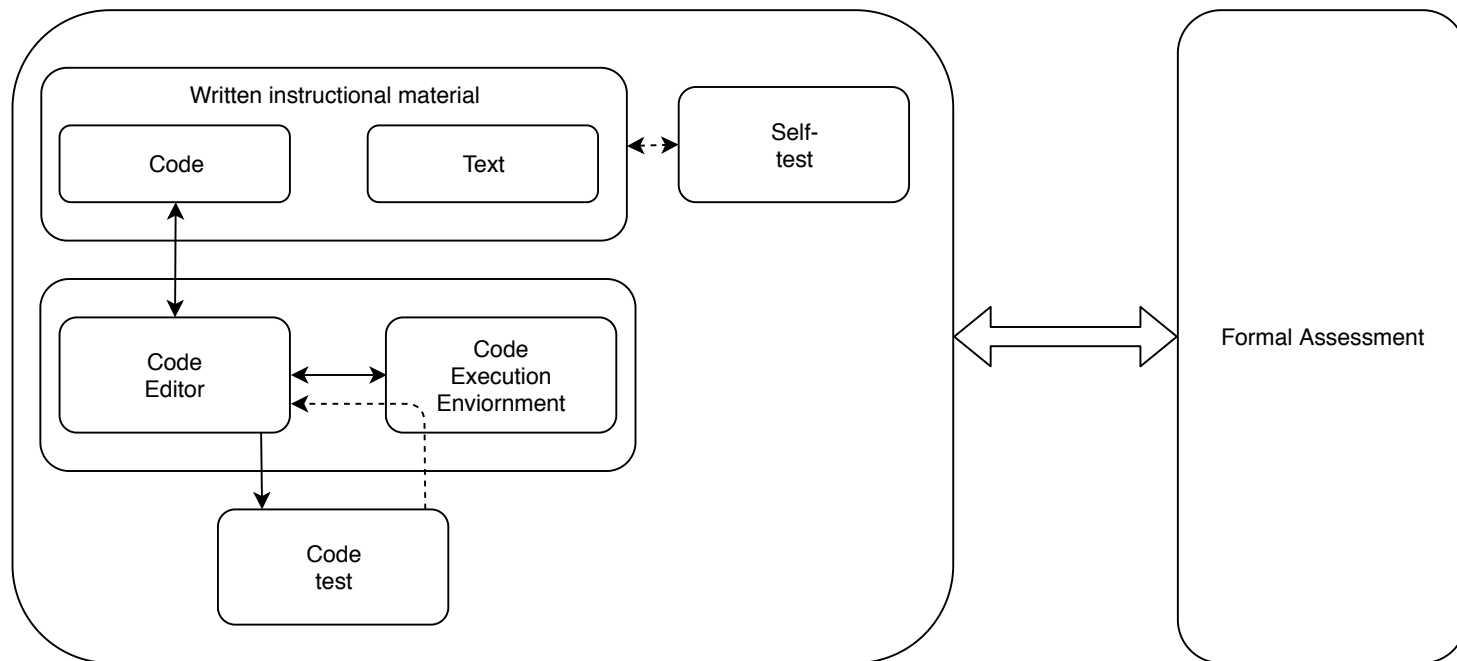 Written instructional material
Code
Text
Self-
test
Code
Editor
Code
Execution
Enviornment
Code
test
Formal Assessment